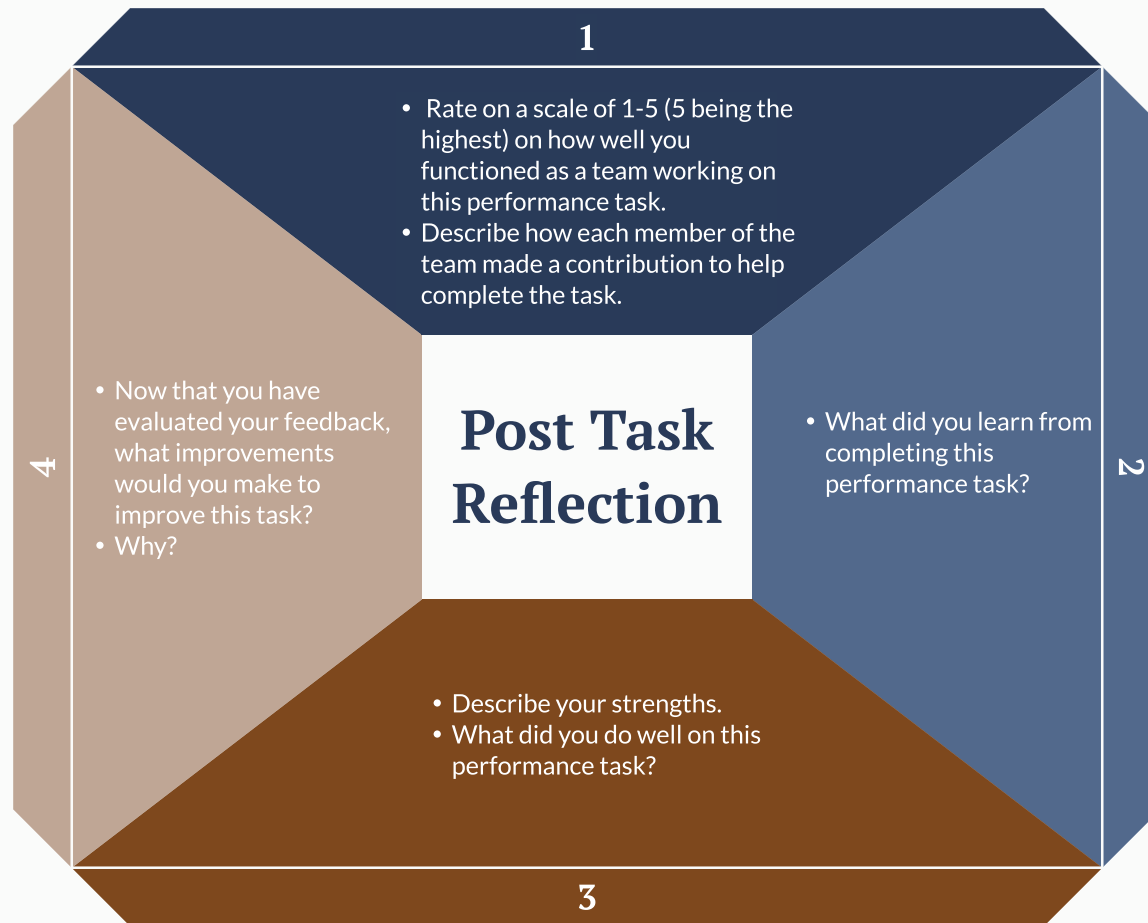 1
• Rate on a scale of 1-5 (5 being the
highest) on how well you
functioned as a team working on
this performance task.
• Describe how each member of the
team made a contribution to help
complete the task.
Post Task
Reflection
2
• What did you learn from
completing this
performance task?
3
• Describe your strengths.
• What did you do well on this
performance task?
4
• Now that you have
evaluated your feedback,
what improvements
would you make to
improve this task?
• Why?